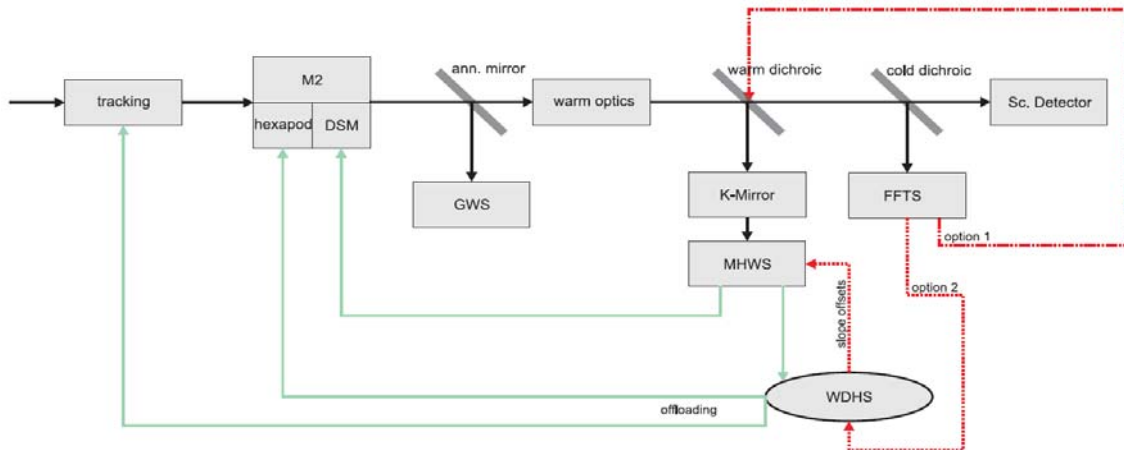 ann. mirror
warm dichroic
cold dichroic
tracking
M2
hexapod
DSM
warm optics
Sc. Detector
GWS
K-Mirror
FFTS
option 1
MHWS
option 2
slope offsets
WDHS
offloading